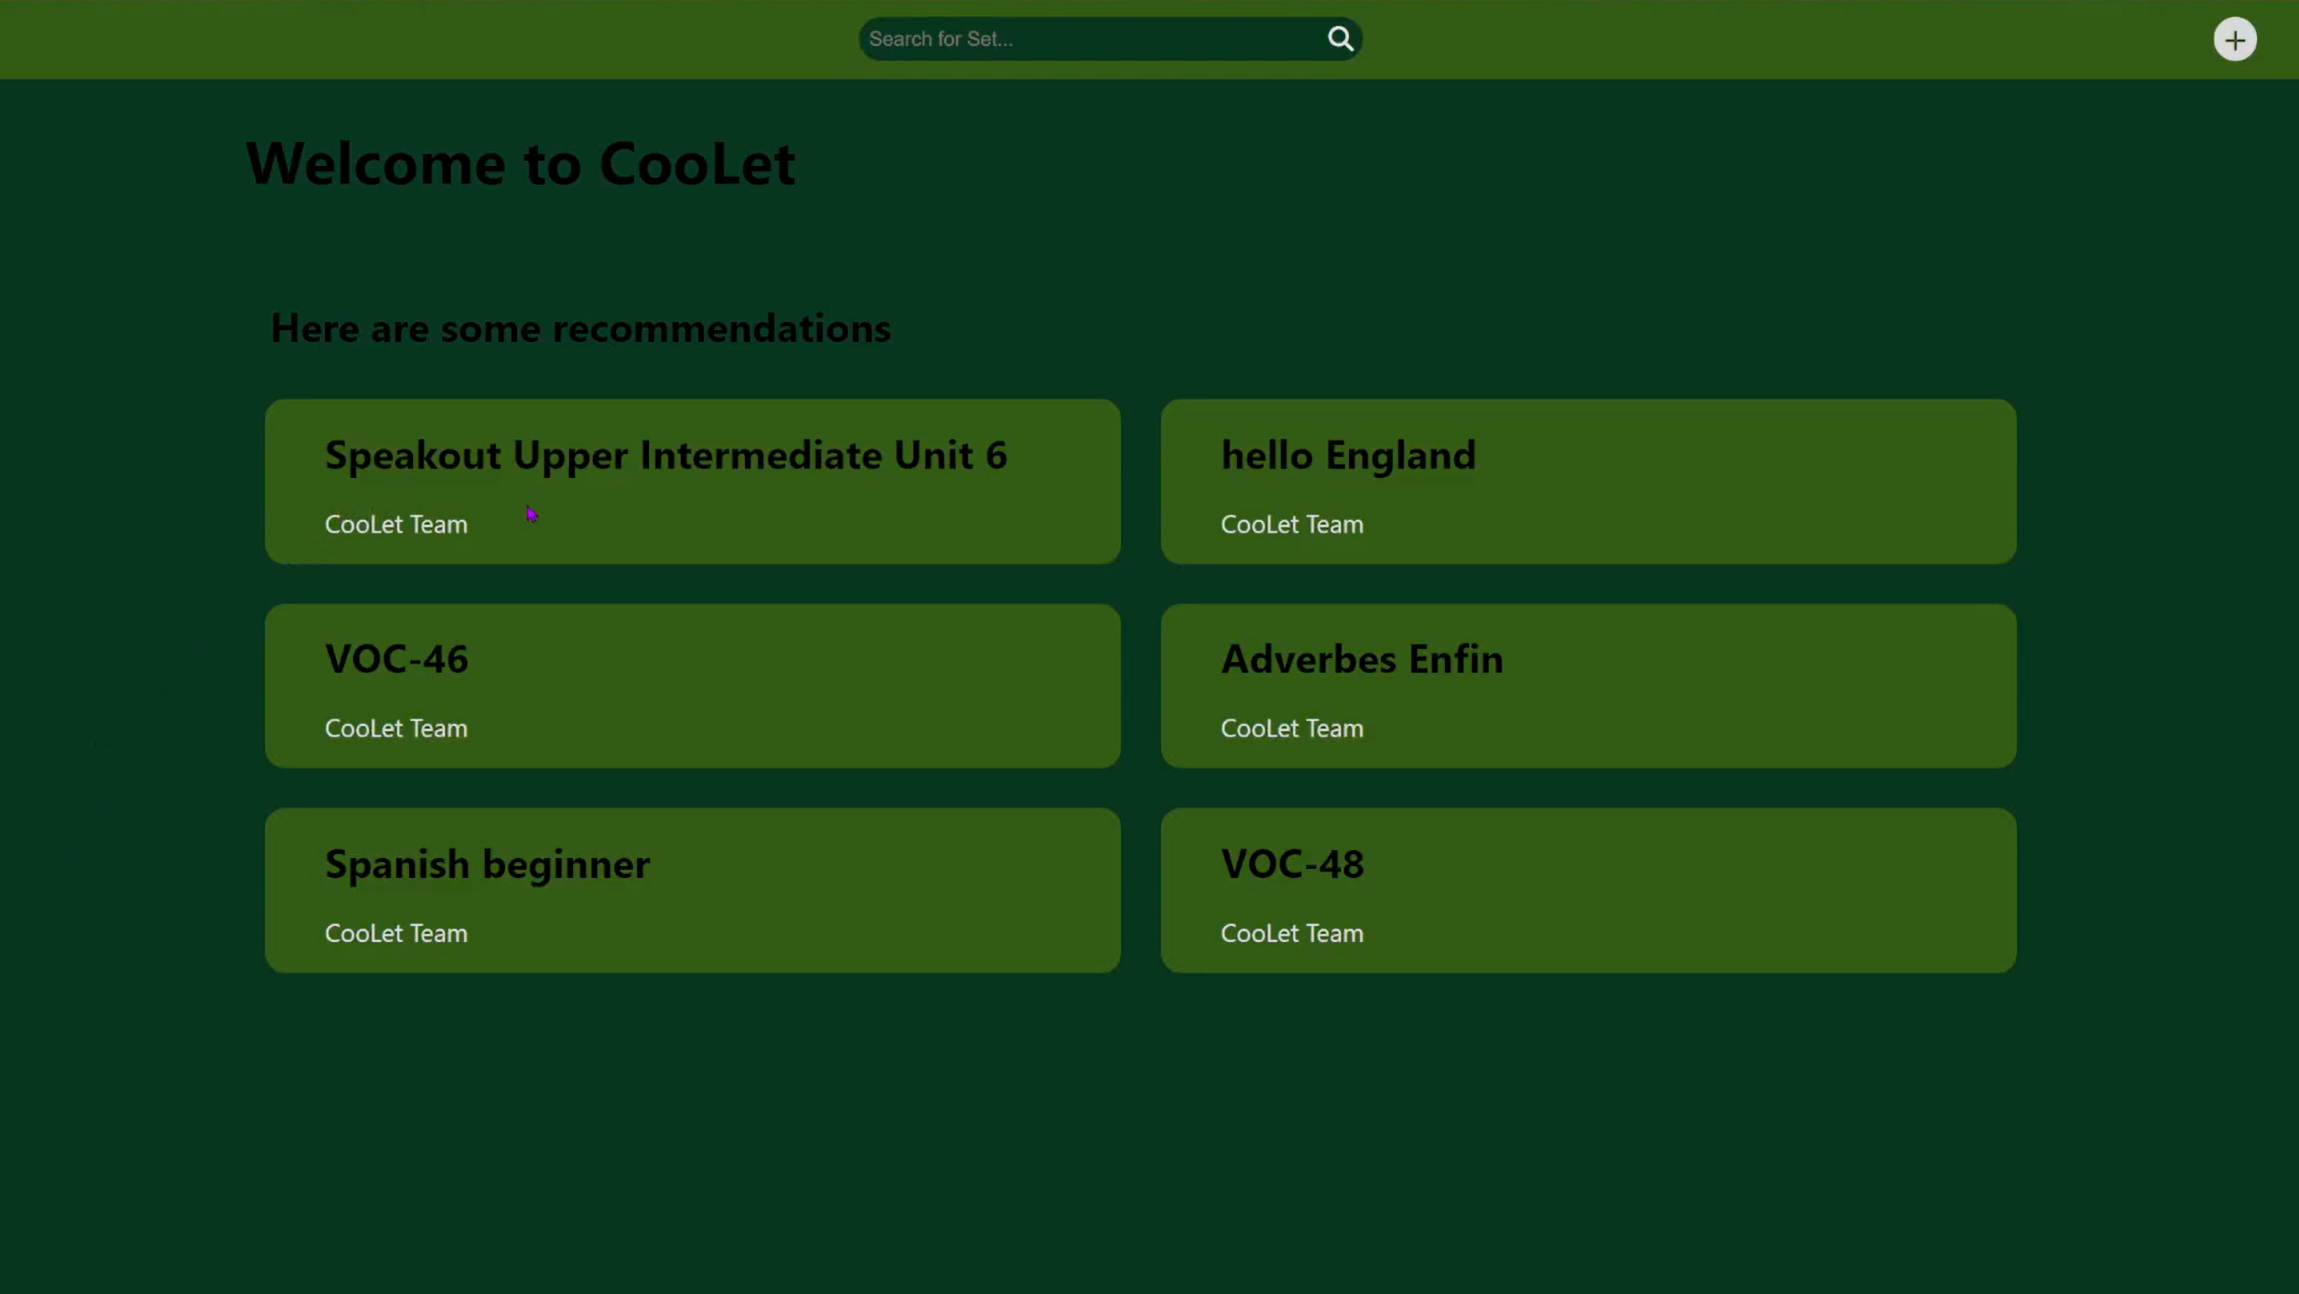 Search for Set...
Welcome to CooLet
Here are some recommendations
Speakout Upper Intermediate Unit 6
CooLet Team
hello England
CooLet Team
VOC-46
CooLet Team
Adverbes Enfin
CooLet Team
Spanish beginner
CooLet Team
VOC-48
CooLet Team